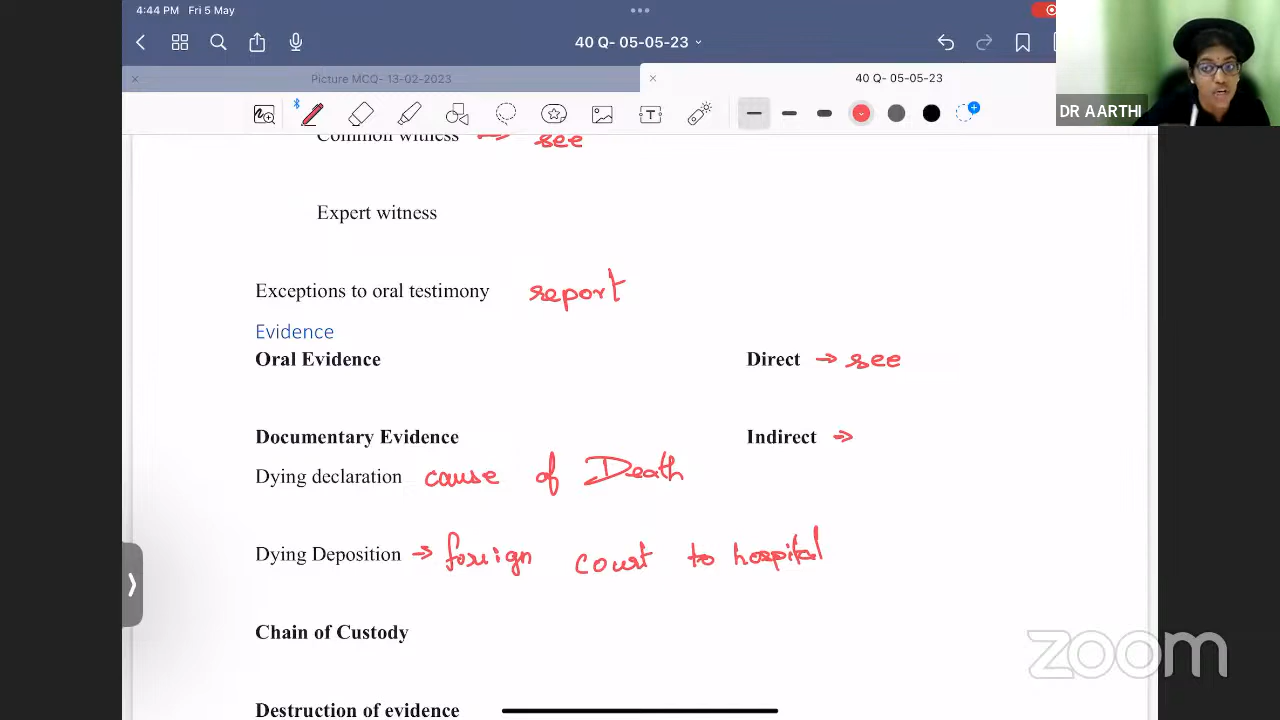 4:44 PM Fri 5 May
40 Q- 05-05-23
Picture MCQ- 13-02-2023
40 Q- 05-05-23
DR AARTHI
Common witness → see
Expert witness
Exceptions to oral testimony report
Evidence
Oral Evidence Direct → see
Documentary Evidence Indirect →
Dying declaration cause of Death
Dying Deposition → foreign court to hospital
Chain of Custody
zoom
Destruction of evidence